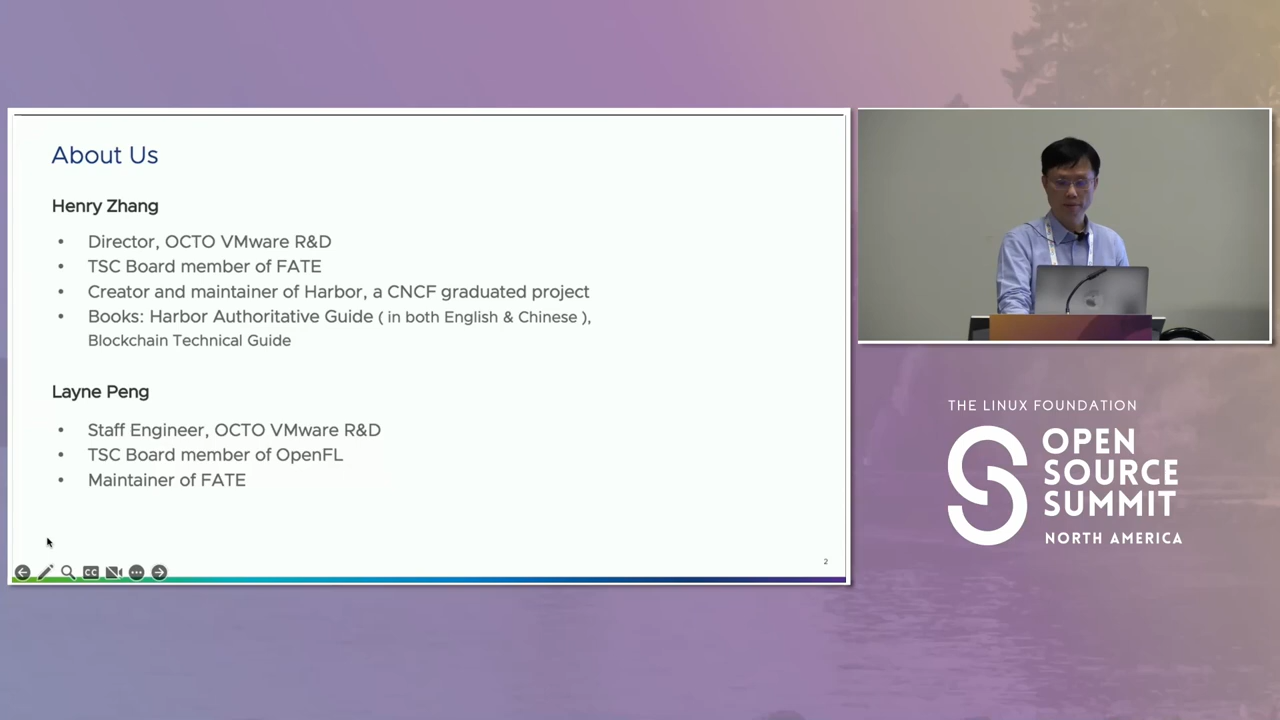 About Us
Henry Zhang
• Director, OCTO VMware R&D
• TSC Board member of FATE
• Creator and maintainer of Harbor, a CNCF graduated project
• Books: Harbor Authoritative Guide ( in both English & Chinese ),
Blockchain Technical Guide
Layne Peng
• Staff Engineer, OCTO VMware R&D
• TSC Board member of OpenFL
• Maintainer of FATE
CC
2
THE LINUX FOUNDATION
OPEN
SOURCE
SUMMIT
NORTH AMERICA